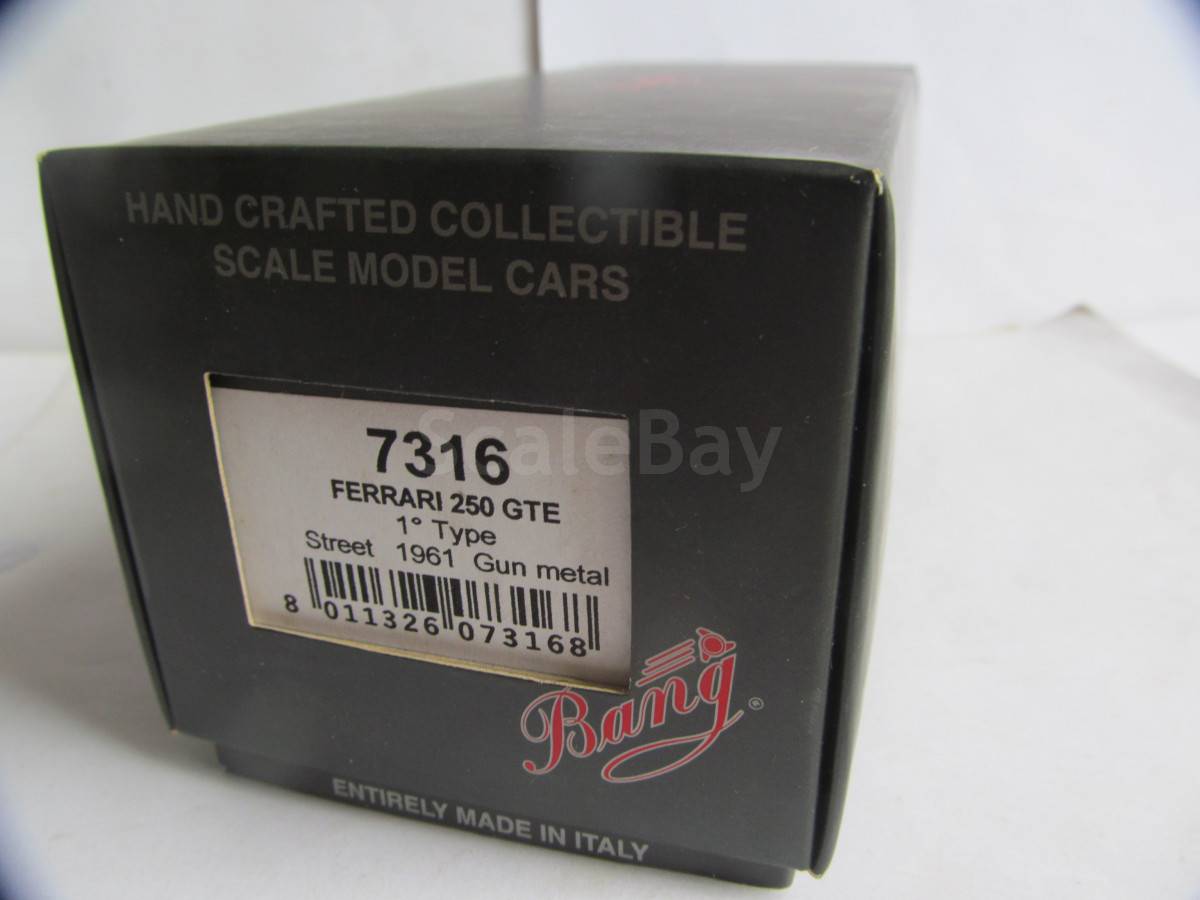 HAND CRAFTED COLLECTIBLE
SCALE MODEL CARS
7316
ScaleBay
FERRARI 250 GTE
1° Type
Street 1961 Gun metal
8 011326 073168
Bang®
ENTIRELY MADE IN ITALY